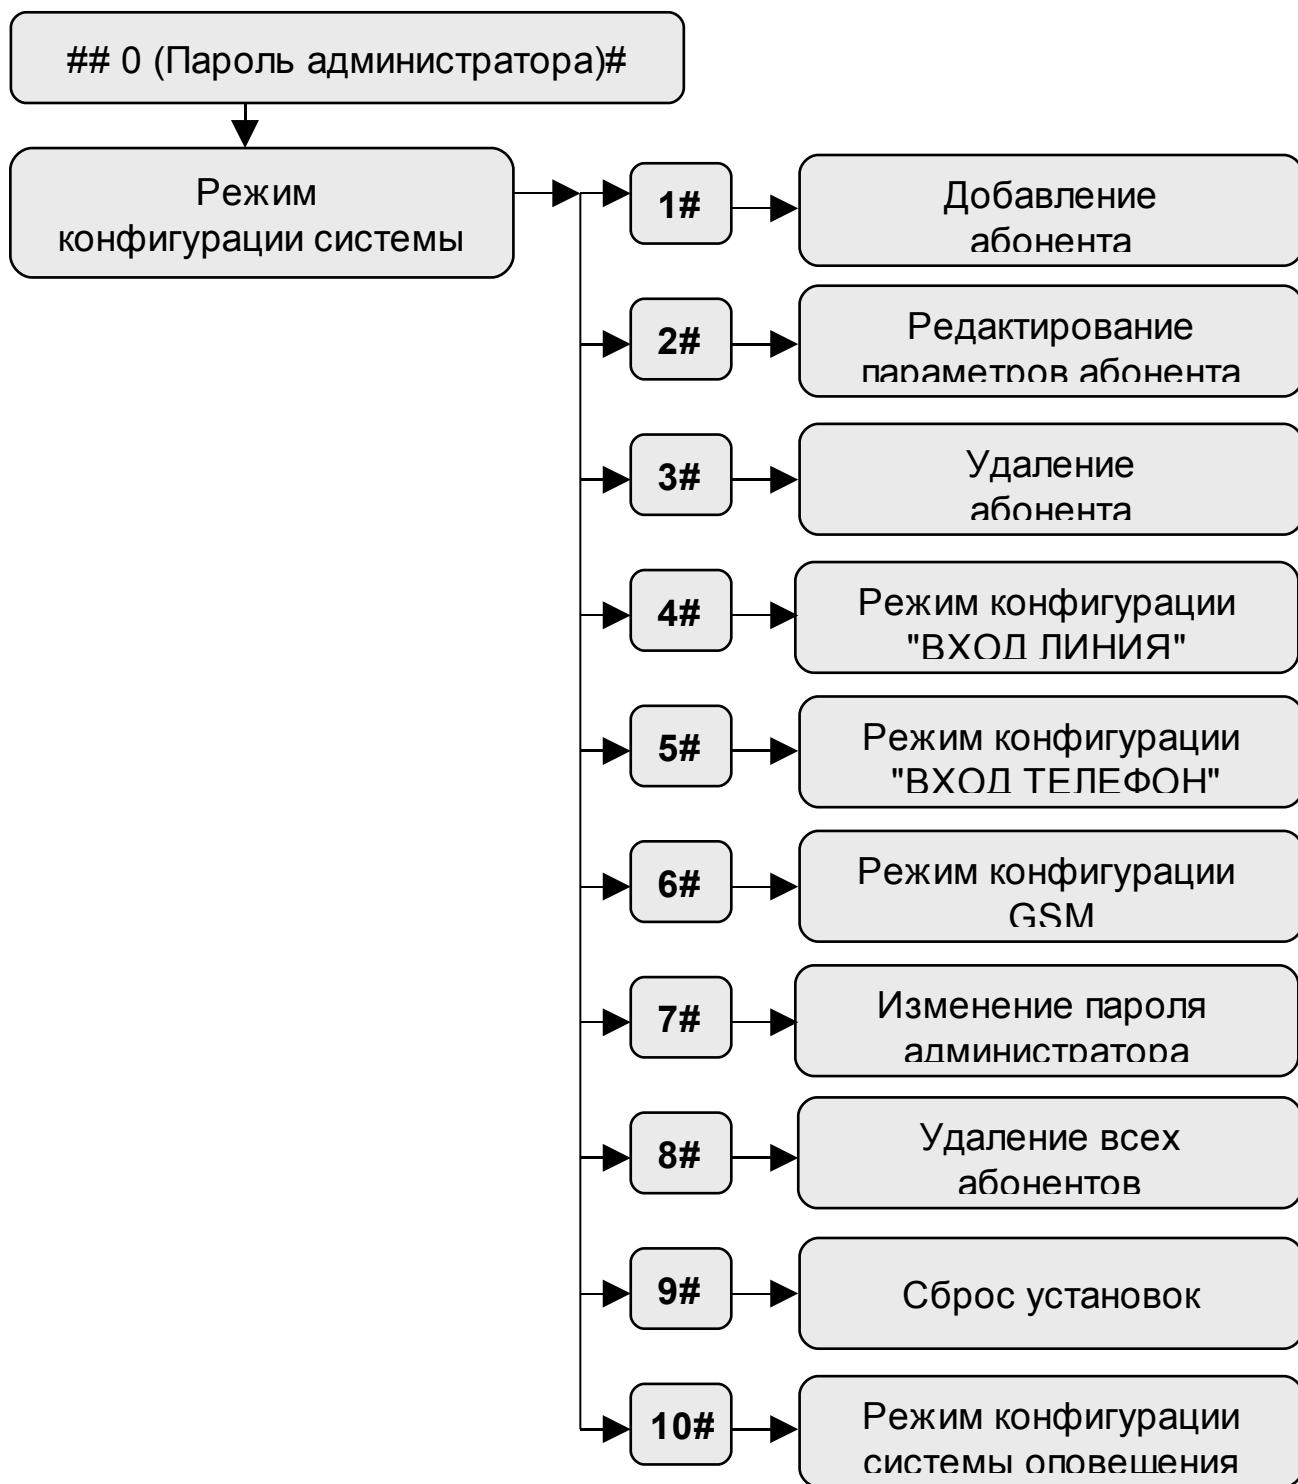 ## 0 (Пароль администратора)#
Режим
конфигурации системы
1#
Добавление
абонента
2#
Редактирование
параметров абонента
3#
Удаление
абонента
4#
Режим конфигурации
"ВХОД ЛИНИЯ"
5#
Режим конфигурации
"ВХОД ТЕЛЕФОН"
6#
Режим конфигурации
GSM
7#
Изменение пароля
администратора
8#
Удаление всех
абонентов
9#
Сброс установок
10#
Режим конфигурации
системы оповещения